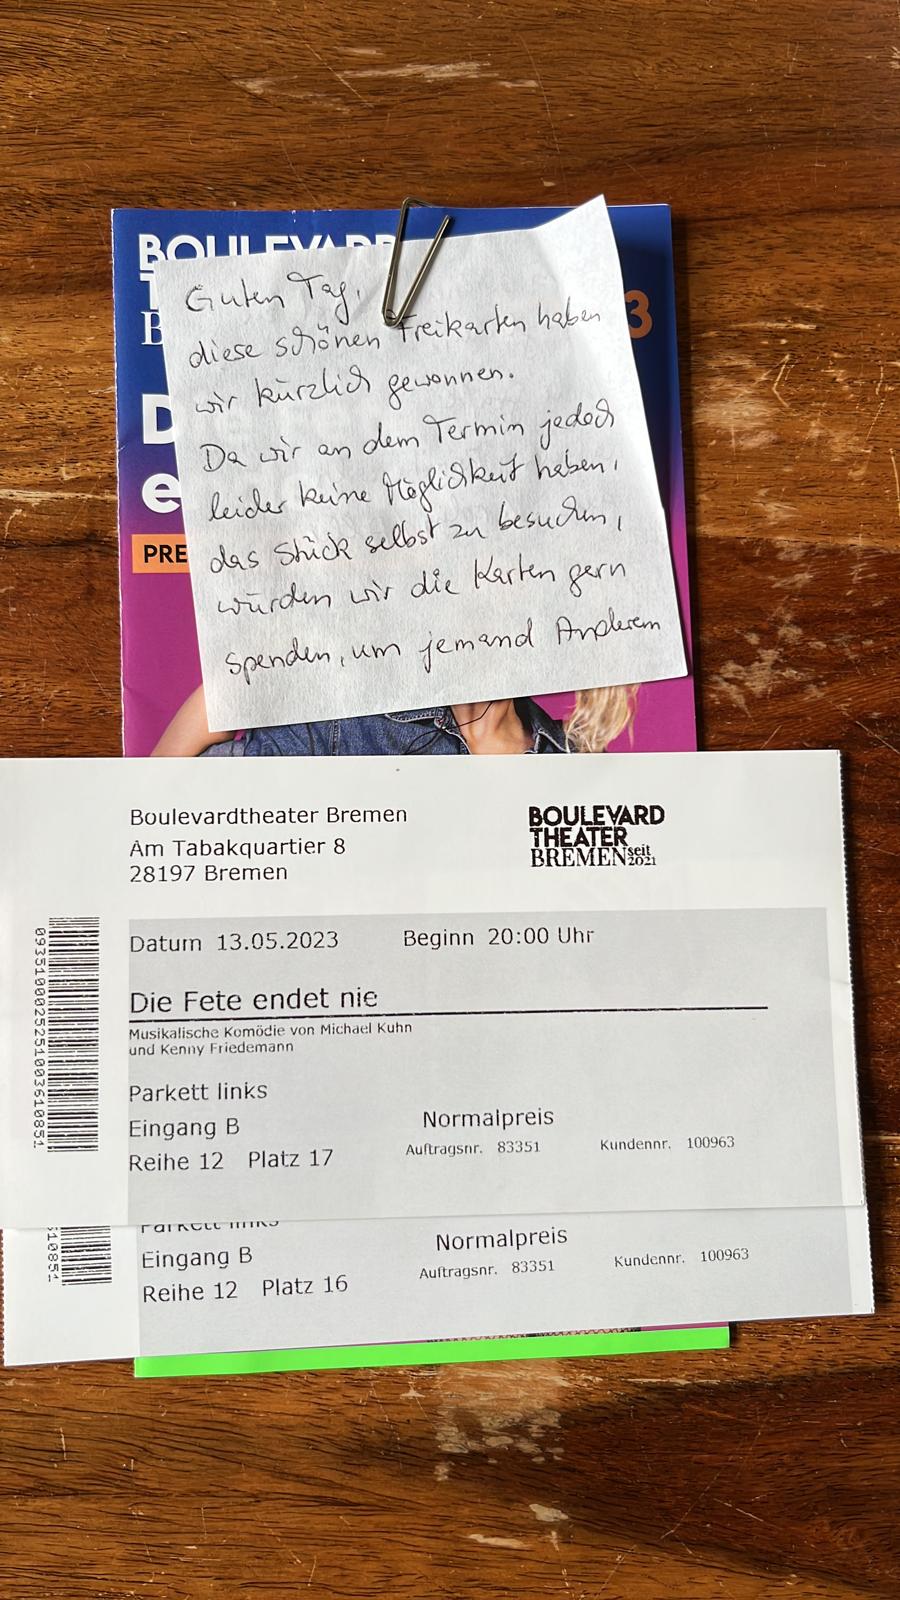 BOULEVARD
T
B
3
D
e
PRE
Guten Tag,
diese schönen Freikarten haben
wir kürzlich gewonnen.
Da wir an dem Termin jedoch
leider keine Möglichkeit haben,
das Stück selbst zu besuchen,
würden wir die Karten gern
spenden, um jemand Anderem
Boulevardtheater Bremen
Am Tabakquartier 8
28197 Bremen
BOULEVARD
THEATER
BREMEN seit 2021
Datum 13.05.2023 Beginn 20:00 Uhr
Die Fete endet nie
Musikalische Komödie von Michael Kuhn
und Kenny Friedemann
Parkett links
Eingang B
Normalpreis
Reihe 12 Platz 17
Auftragsnr. 83351 Kundennr. 100963
0935100025251003610851
Parkett links
Eingang B
Normalpreis
Reihe 12 Platz 16
Auftragsnr. 83351 Kundennr. 100963
510851